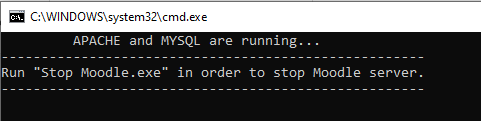 C:\WINDOWS\system32\cmd.exe
APACHE and MYSQL are running...
-----------------------------------------------------
Run "Stop Moodle.exe" in order to stop Moodle server.
-----------------------------------------------------